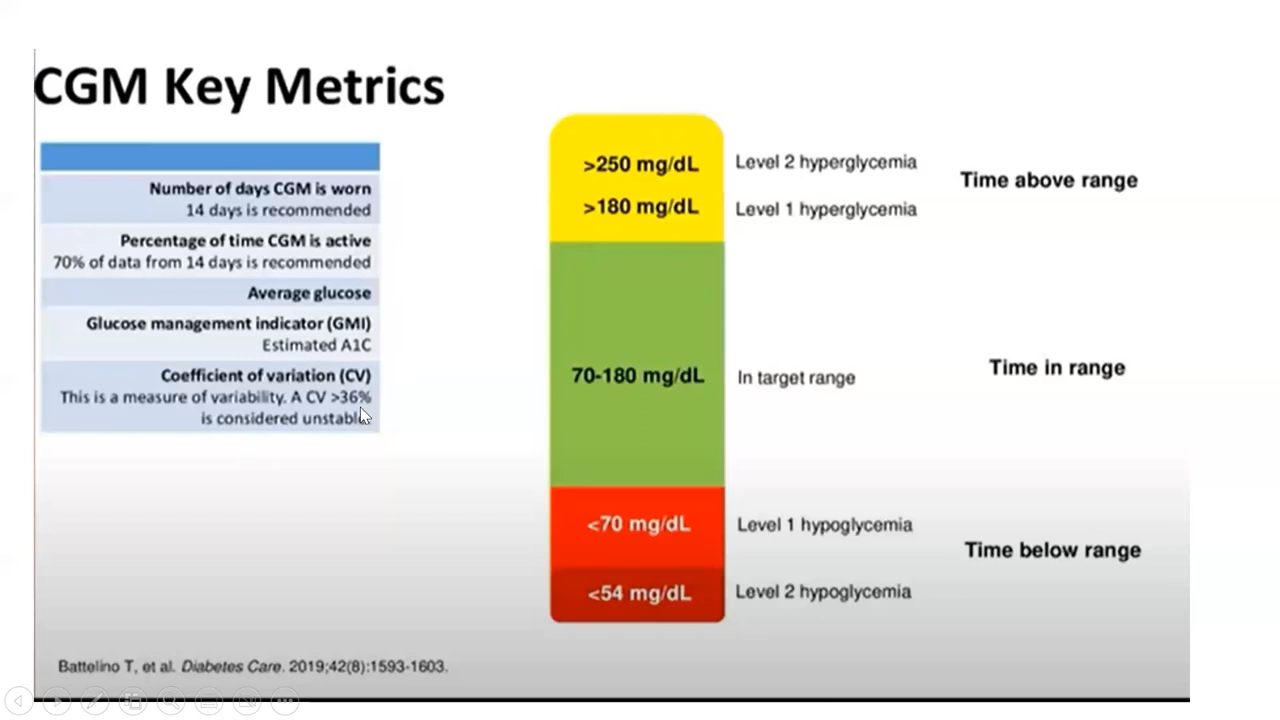 CGM Key Metrics
Number of days CGM is worn
14 days is recommended
Percentage of time CGM is active
70% of data from 14 days is recommended
Average glucose
Glucose management indicator (GMI)
Estimated A1C
Coefficient of variation (CV)
This is a measure of variability. A CV >36%
is considered unstable
>250 mg/dL
Level 2 hyperglycemia
Time above range
>180 mg/dL
Level 1 hyperglycemia
70-180 mg/dL
In target range
Time in range
<70 mg/dL
Level 1 hypoglycemia
Time below range
<54 mg/dL
Level 2 hypoglycemia
Battelino T, et al. Diabetes Care. 2019;42(8):1593-1603.